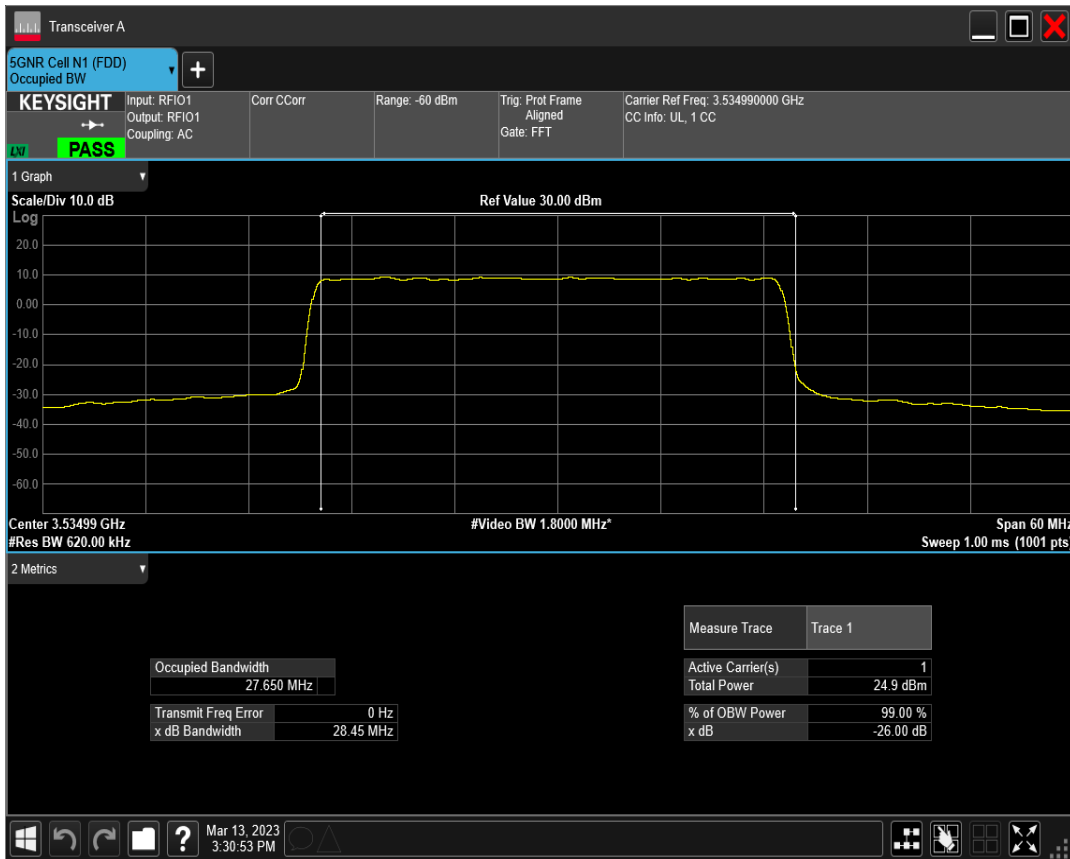 Transceiver A
5GNR Cell N1 (FDD)
Occupied BW
+
KEYSIGHT
LXI
PASS
Input: RFIO1
Output: RFIO1
Coupling: AC
Corr CCorr
Range: -60 dBm
Trig: Prot Frame
Aligned
Gate: FFT
Carrier Ref Freq: 3.534990000 GHz
CC Info: UL, 1 CC
1 Graph
Scale/Div 10.0 dB
Ref Value 30.00 dBm
Log
20.0
10.0
0.00
-10.0
-20.0
-30.0
-40.0
-50.0
-60.0
Center 3.53499 GHz
#Video BW 1.8000 MHz*
Span 60 MHz
#Res BW 620.00 kHz
Sweep 1.00 ms (1001 pts)
2 Metrics
Measure Trace Trace 1
Occupied Bandwidth
27.650 MHz
Active Carrier(s) 1
Total Power 24.9 dBm
Transmit Freq Error 0 Hz
x dB Bandwidth 28.45 MHz
% of OBW Power 99.00 %
x dB -26.00 dB
?
Mar 13, 2023
3:30:53 PM